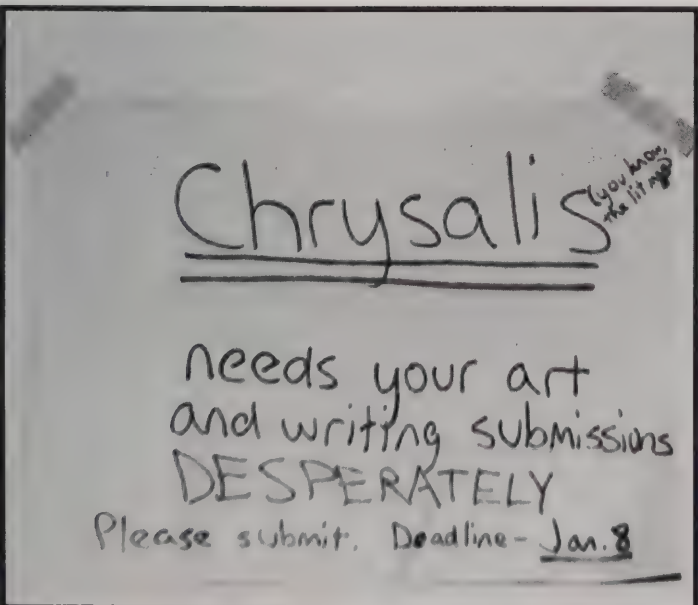 Chrysalis
(you know,
the lit mag)
needs your art
and writing submissions
DESPERATELY
Please submit. Deadline- Jan. 8